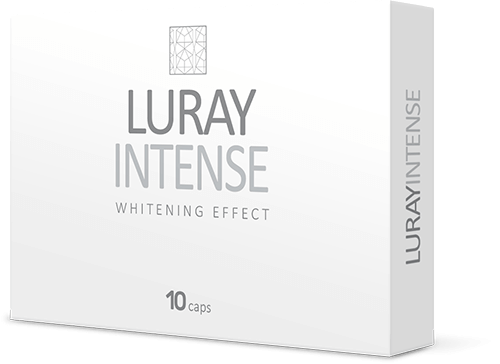 LURAY
INTENSE
WHITENING EFFECT
10 caps
LURAYINTENSE